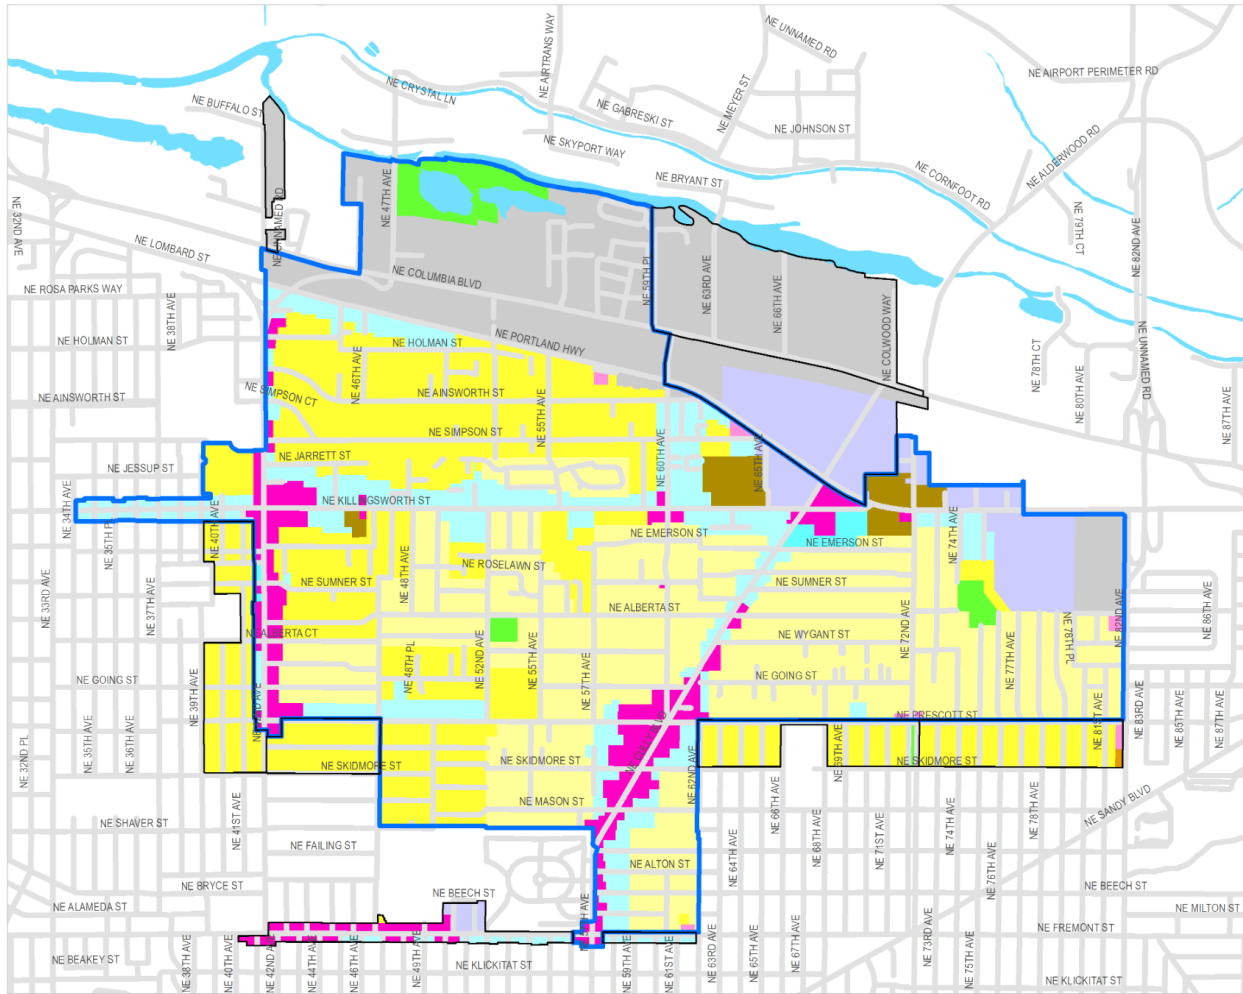 NE UNNAMED RD
NE AIRTRANS WAY
NE CRYSTAL LN
NE AIRPORT PERIMETER RD
NE BUFFALO ST
NE GABRESKI ST
NE MEYER ST
NE JOHNSON ST
NE SKYPORT WAY
NE ALDERWOOD RD
NE CORNFOOT RD
NE BRYANT ST
NE 47TH AVE
NE 32ND AVE
NE 79TH CT
NE 82ND AVE
NE LOMBARD ST
NE COLUMBIA BLVD
NE 59TH PL
NE 63RD AVE
NE 66TH AVE
NE COLWOOD WAY
NE ROSA PARKS WAY
NE 38TH AVE
NE HOLMAN ST
NE HOLMAN ST
NE PORTLAND HWY
NE UNNAMED RD
NE 46TH AVE
NE 78TH CT
NE 80TH AVE
NE 87TH AVE
NE AINSWORTH ST
NE SIMPSON CT
NE AINSWORTH ST
NE 55TH AVE
NE SIMPSON ST
NE 60TH AVE
NE 65TH AVE
NE JESSUP ST
NE JARRETT ST
NE 34TH AVE
NE 35TH PL
NE 40TH AVE
NE KILLINGSWORTH ST
NE EMERSON ST
NE EMERSON ST
NE 74TH AVE
NE 33RD AVE
NE 37TH AVE
NE SUMNER ST
NE 48TH AVE
NE ROSELAWN ST
NE SUMNER ST
NE ALBERTA ST
NE 72ND AVE
NE 78TH PL
NE 82ND AVE
NE 86TH AVE
NE ALBERTA CT
NE WYGANT ST
NE 48TH PL
NE 52ND AVE
NE 55TH AVE
NE 57TH AVE
NE GOING ST
NE GOING ST
NE 77TH AVE
NE 39TH AVE
NE PRESCOTT ST
NE 81ST AVE
NE 83RD AVE
NE 85TH AVE
NE 87TH AVE
NE 32ND PL
NE 35TH AVE
NE 36TH AVE
NE SKIDMORE ST
NE SKIDMORE ST
NE 62ND AVE
NE 69TH AVE
NE SKIDMORE ST
NE MASON ST
NE 66TH AVE
NE 78TH AVE
NE SANDY BLVD
NE SHAVER ST
NE 41ST AVE
NE FAILING ST
NE 64TH AVE
NE 68TH AVE
NE 71ST AVE
NE 74TH AVE
NE 76TH AVE
NE ALTON ST
NE BRYCE ST
NE BEECH ST
NE BEECH ST
NE ALAMEDA ST
NE MILTON ST
NE FREMONT ST
NE BEAKEY ST
NE 38TH AVE
NE 40TH AVE
NE 44TH AVE
NE 46TH AVE
NE 49TH AVE
NE KLICKITAT ST
NE 59TH AVE
NE 61ST AVE
NE 63RD AVE
NE 65TH AVE
NE 67TH AVE
NE 73RD AVE
NE 75TH AVE
NE KLICKITAT ST